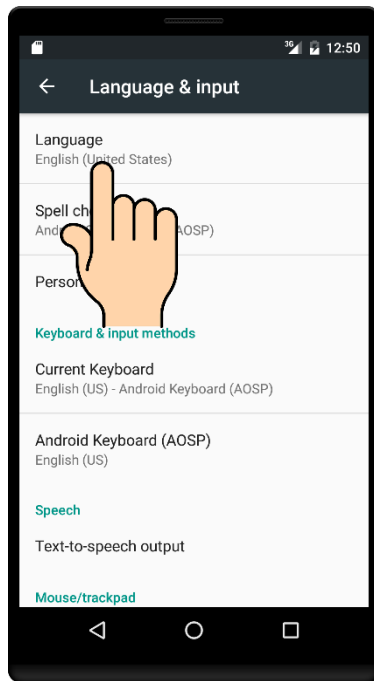 3G 12:50
Language & input
Language
English (United States)
Spell ch
And AOSP)
Person
Keyboard & input methods
Current Keyboard
English (US) - Android Keyboard (AOSP)
Android Keyboard (AOSP)
English (US)
Speech
Text-to-speech output
Mouse/trackpad